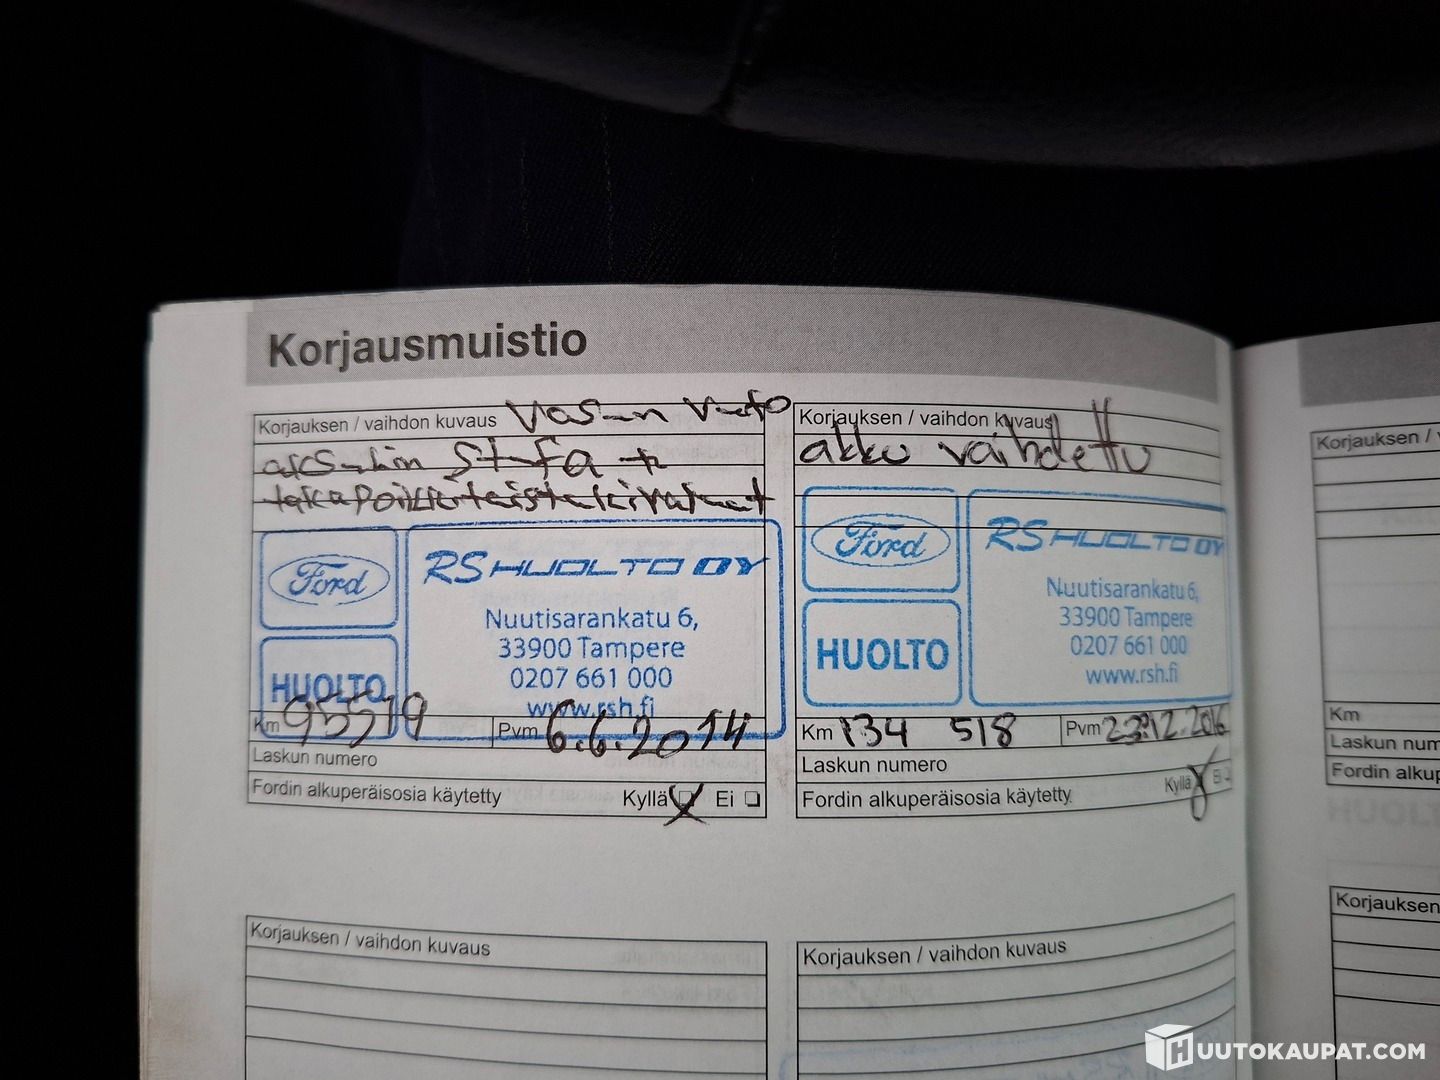 Korjausmuistio
Korjauksen / vaihdon kuvaus
Ford
RS HUOLTO OY
Nuutisarankatu 6,
33900 Tampere
0207 661 000
www.rsh.fi
HUOLTO
Km 95519 Pvm 6.6.2014
Laskun numero
Fordin alkuperäisosia käytetty Kyllä Ei
Korjauksen / vaihdon kuvaus
akku vaihdettu
Ford
RS HUOLTO OY
Nuutisarankatu 6,
33900 Tampere
0207 661 000
www.rsh.fi
HUOLTO
Km 134 518 Pvm 23.12.2016
Laskun numero
Fordin alkuperäisosia käytetty Kyllä Ei
Korjauksen / vaihdon kuvaus
Korjauksen / vaihdon kuvaus
Korjauksen /
Km
Laskun num
Fordin alkup
Korjauksen
HUUTOKAUPAT.COM